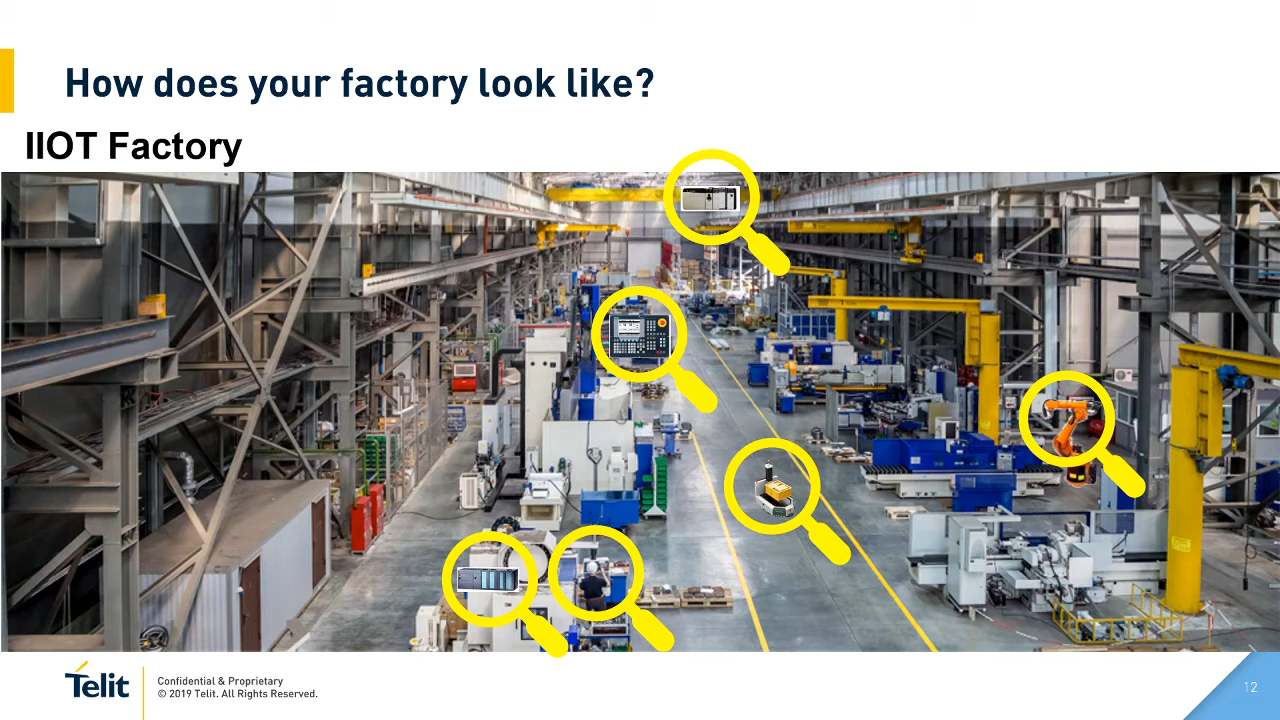 How does your factory look like?
IIOT Factory
Telit
Confidential & Proprietary
© 2019 Telit. All Rights Reserved.
12